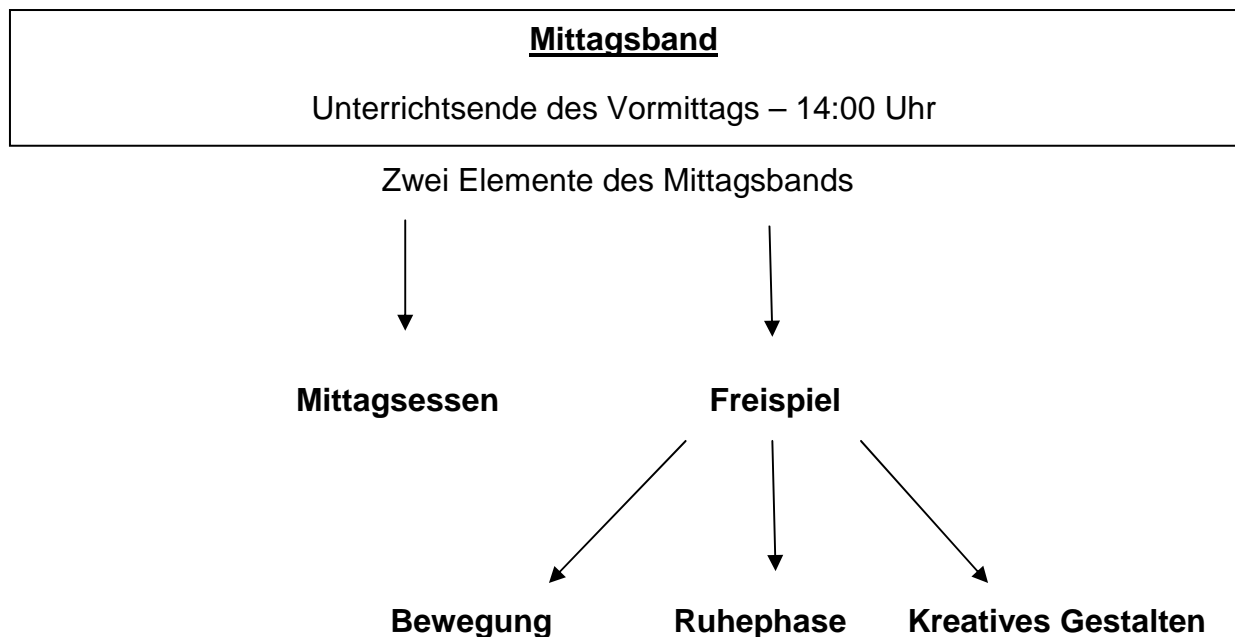 Mittagsband
Unterrichtsende des Vormittags – 14:00 Uhr
Zwei Elemente des Mittagsbands
Mittagsessen Freispiel
Bewegung Ruhephase Kreatives Gestalten